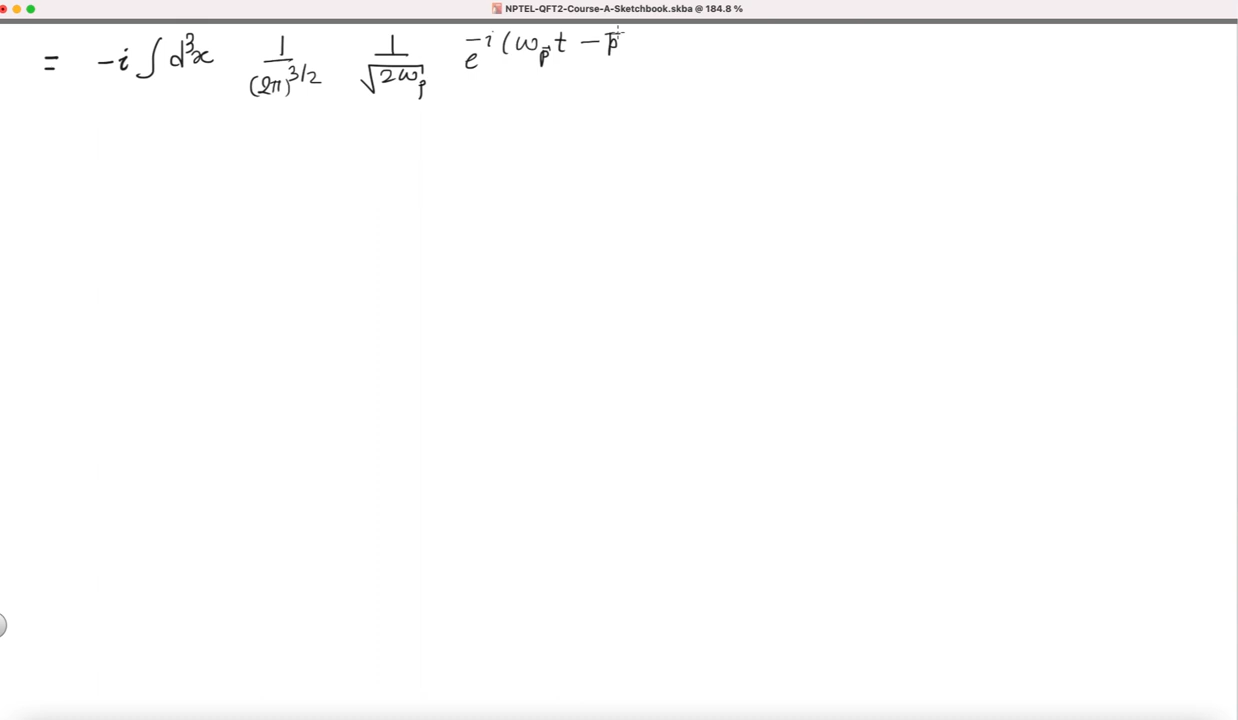 NPTEL-QFT2-Course-A-Sketchbook.skba @ 184.8 %
= -i ∫ d³x 1/(2π)^{3/2} 1/√(2ω_p⃗) e^{-i(ω_p⃗ t - p⃗